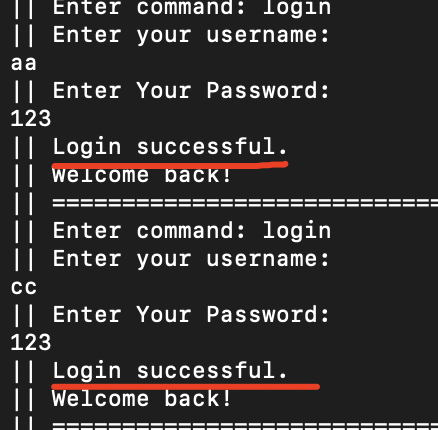 || Enter command: login
|| Enter your username:
aa
|| Enter Your Password:
123
|| Login successful.
|| Welcome back!
|| ============================
|| Enter command: login
|| Enter your username:
cc
|| Enter Your Password:
123
|| Login successful.
|| Welcome back!
|| ============================